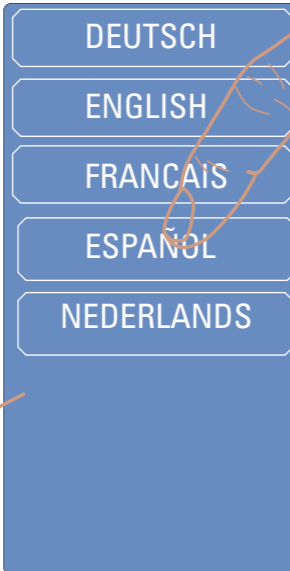 DEUTSCH
ENGLISH
FRANCAIS
ESPAÑOL
NEDERLANDS